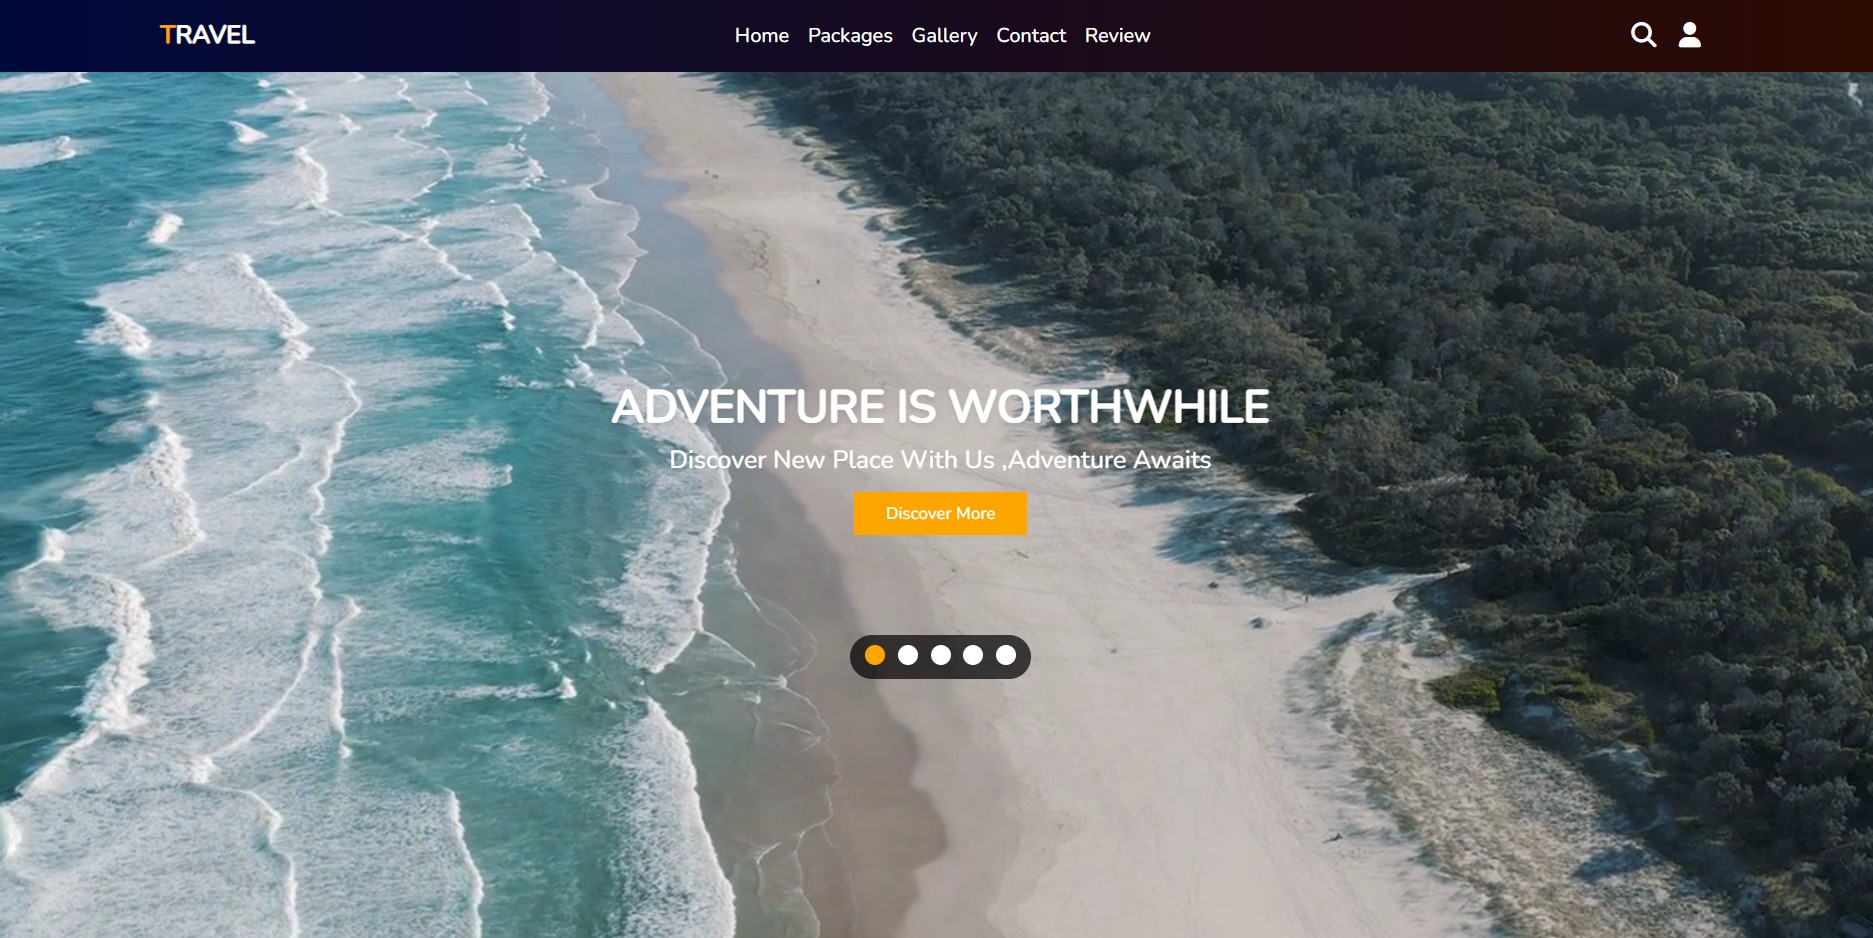 TRAVEL
Home Packages Gallery Contact Review
ADVENTURE IS WORTHWHILE
Discover New Place With Us ,Adventure Awaits
Discover More